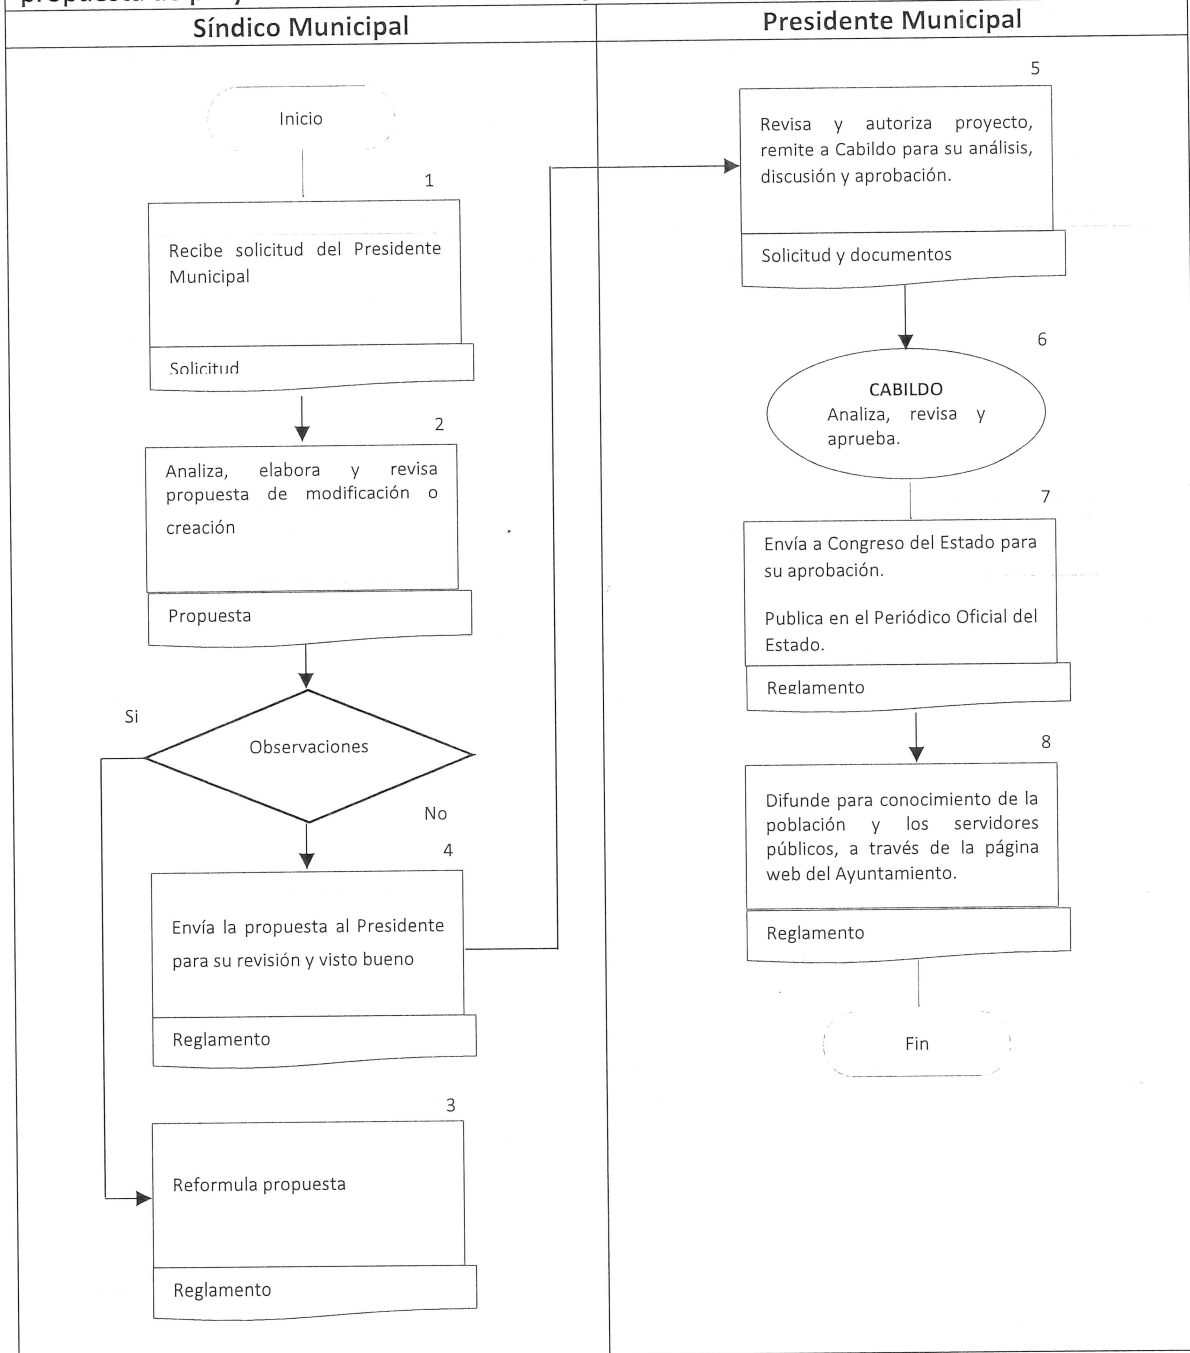 Síndico Municipal
Presidente Municipal
Inicio
1
Recibe solicitud del Presidente
Municipal
Solicitud
2
Analiza, elabora y revisa
propuesta de modificación o
creación
Propuesta
Si
Observaciones
No
4
Envía la propuesta al Presidente
para su revisión y visto bueno
Reglamento
3
Reformula propuesta
Reglamento
5
Revisa y autoriza proyecto,
remite a Cabildo para su análisis,
discusión y aprobación.
Solicitud y documentos
6
CABILDO
Analiza, revisa y
aprueba.
7
Envía a Congreso del Estado para
su aprobación.
Publica en el Periódico Oficial del
Estado.
Reglamento
8
Difunde para conocimiento de la
población y los servidores
públicos, a través de la página
web del Ayuntamiento.
Reglamento
Fin